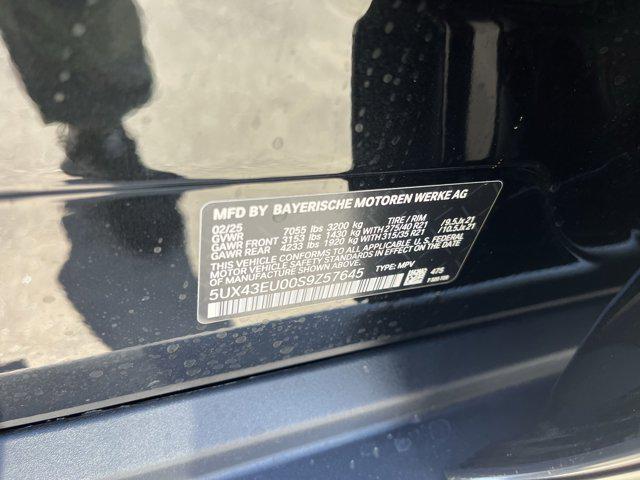 MFD BY BAYERISCHE MOTOREN WERKE AG
02/25 7055 lbs 3200 kg TIRE / RIM
GVWR
GAWR FRONT 3153 lbs 1430 kg WITH 275/40 R21 / 9.5Jx21
GAWR REAR 4233 lbs 1920 kg WITH 315/35 R21 / 10.5Jx21
THIS VEHICLE CONFORMS TO ALL APPLICABLE U.S. FEDERAL
MOTOR VEHICLE SAFETY STANDARDS IN EFFECT ON THE DATE OF
MANUFACTURE SHOWN ABOVE.
5UX43EU00S9Z57645 TYPE: MPV 475